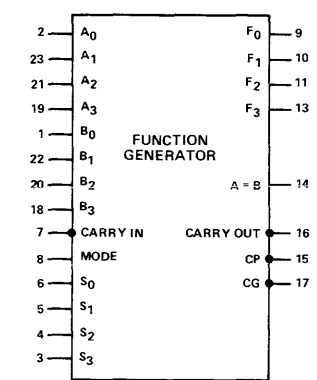 2 A0 F0 9
23 A1 F1 10
21 A2 F2 11
19 A3 F3 13
1 B0
22 B1 FUNCTION GENERATOR
20 B2 A = B 14
18 B3
7 CARRY IN CARRY OUT 16
8 MODE CP 15
6 S0 CG 17
5 S1
4 S2
3 S3